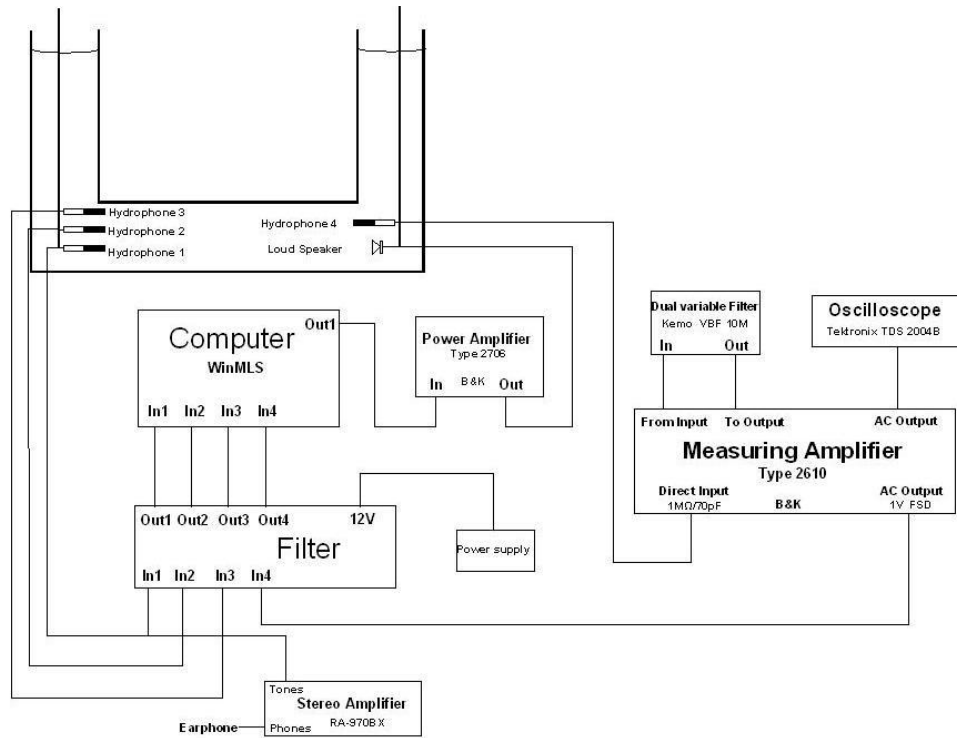 Hydrophone 3
Hydrophone 2
Hydrophone 1
Hydrophone 4
Loud Speaker
Computer
WinMLS
Out1
In1 In2 In3 In4
Power Amplifier
Type 2706
In B&K Out
Dual variable Filter
Kemo VBF 10M
In Out
Oscilloscope
Tektronix TDS 2004B
From Input To Output AC Output
Measuring Amplifier
Type 2610
Direct Input AC Output
1MΩ/70pF B&K 1V FSD
Out1 Out2 Out3 Out4 12V
Filter
In1 In2 In3 In4
Power supply
Tones
Stereo Amplifier
RA-970BX
Earphone Phones